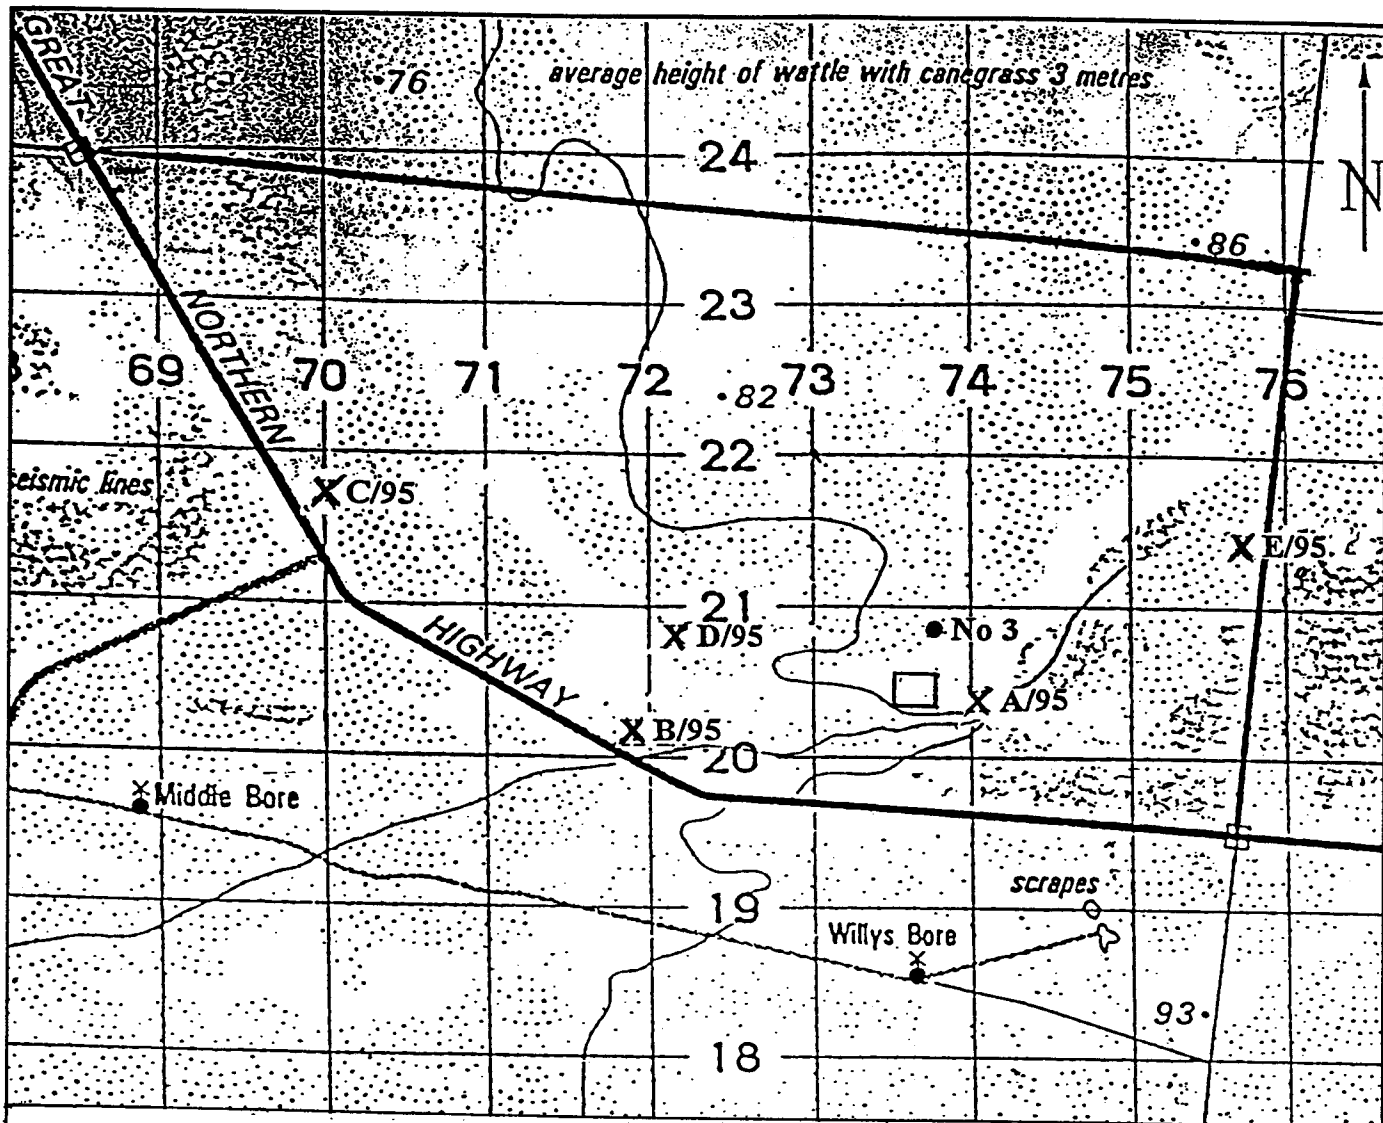 GREAT
76
average height of wattle with canegrass 3 metres
24
N
86
NORTHERN
23
69
70
71
72
82
73
74
75
76
22
seismic lines
C/95
E/95
21
D/95
No 3
HIGHWAY
A/95
B/95
20
Middle Bore
scrapes
19
Willys Bore
93
18